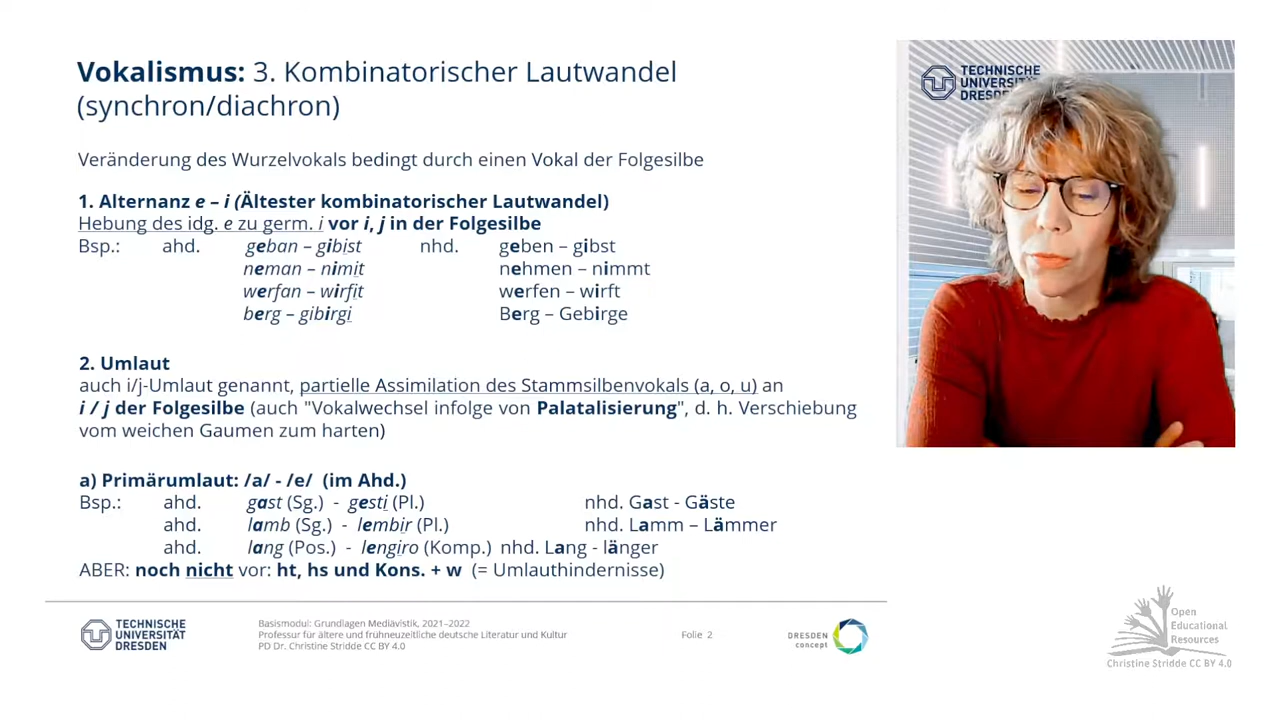 Vokalismus: 3. Kombinatorischer Lautwandel
(synchron/diachron)
Veränderung des Wurzelvokals bedingt durch einen Vokal der Folgesilbe
1. Alternanz e – i (Ältester kombinatorischer Lautwandel)
Hebung des idg. e zu germ. i vor i, j in der Folgesilbe
Bsp.: ahd. geban – gibist nhd. geben – gibst
neman – nimit nehmen – nimmt
werfan – wirfit werfen – wirft
berg – gibirgi Berg – Gebirge
2. Umlaut
auch i/j-Umlaut genannt, partielle Assimilation des Stammsilbenvokals (a, o, u) an
i / j der Folgesilbe (auch "Vokalwechsel infolge von Palatalisierung", d. h. Verschiebung
vom weichen Gaumen zum harten)
a) Primärumlaut: /a/ - /e/ (im Ahd.)
Bsp.: ahd. gast (Sg.) - gesti (Pl.) nhd. Gast - Gäste
ahd. lamb (Sg.) - lembir (Pl.) nhd. Lamm – Lämmer
ahd. lang (Pos.) - lengiro (Komp.) nhd. Lang - länger
ABER: noch nicht vor: ht, hs und Kons. + w (= Umlauthindernisse)
TECHNISCHE
UNIVERSITÄT
DRESDEN
Basismodul: Grundlagen Mediävistik, 2021–2022
Professur für ältere und frühneuzeitliche deutsche Literatur und Kultur
PD Dr. Christine Stridde CC BY 4.0
Folie 2
DRESDEN
concept
TECHNISCHE
UNIVERSITÄT
DRESDEN
Open
Educational
Resources
Christine Stridde CC BY 4.0